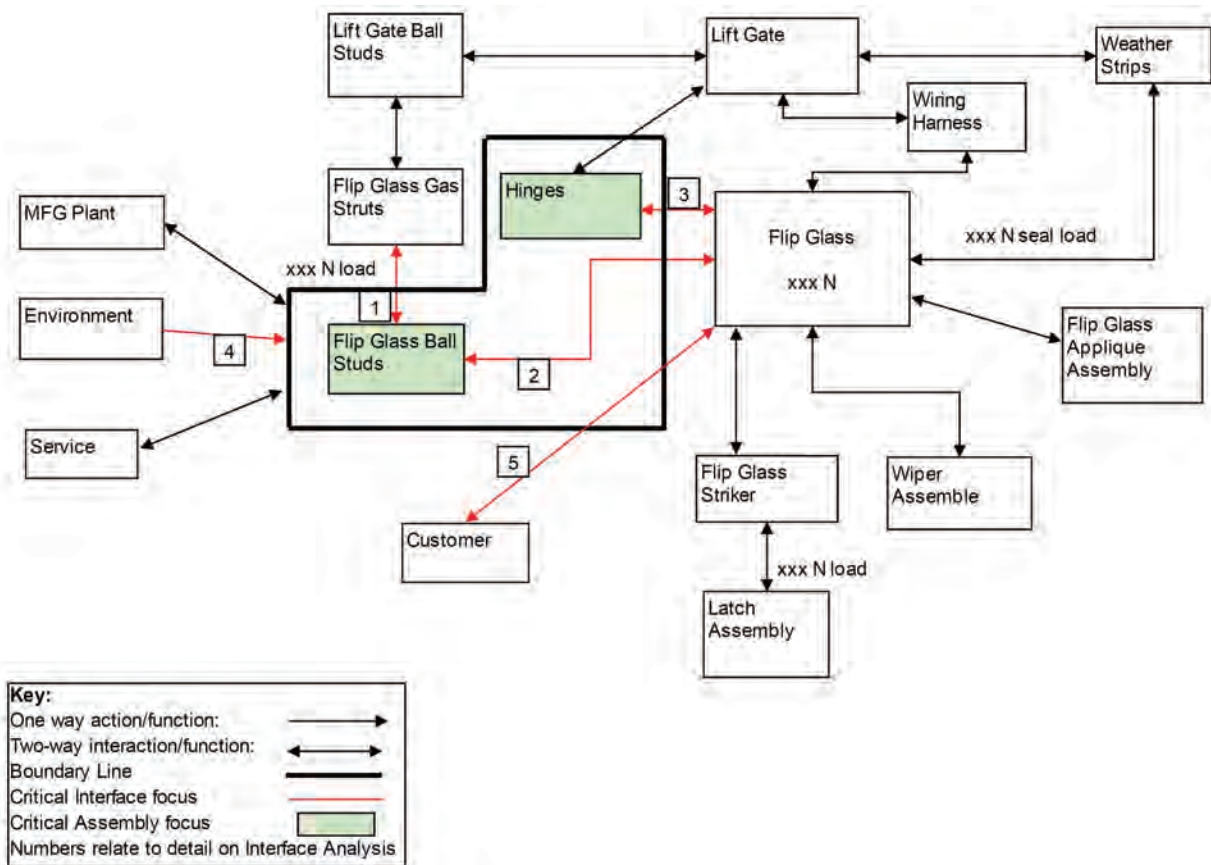 Lift Gate Ball
Studs
Lift Gate
Weather
Strips
Wiring
Harness
Flip Glass Gas
Struts
Hinges
3
MFG Plant
Flip Glass
xxx N
xxx N seal load
xxx N load
1
Environment
4
Flip Glass Ball
Studs
2
Flip Glass
Applique
Assembly
Service
5
Flip Glass
Striker
Wiper
Assemble
Customer
xxx N load
Latch
Assembly
Key:
One way action/function:
Two-way interaction/function:
Boundary Line
Critical Interface focus
Critical Assembly focus
Numbers relate to detail on Interface Analysis